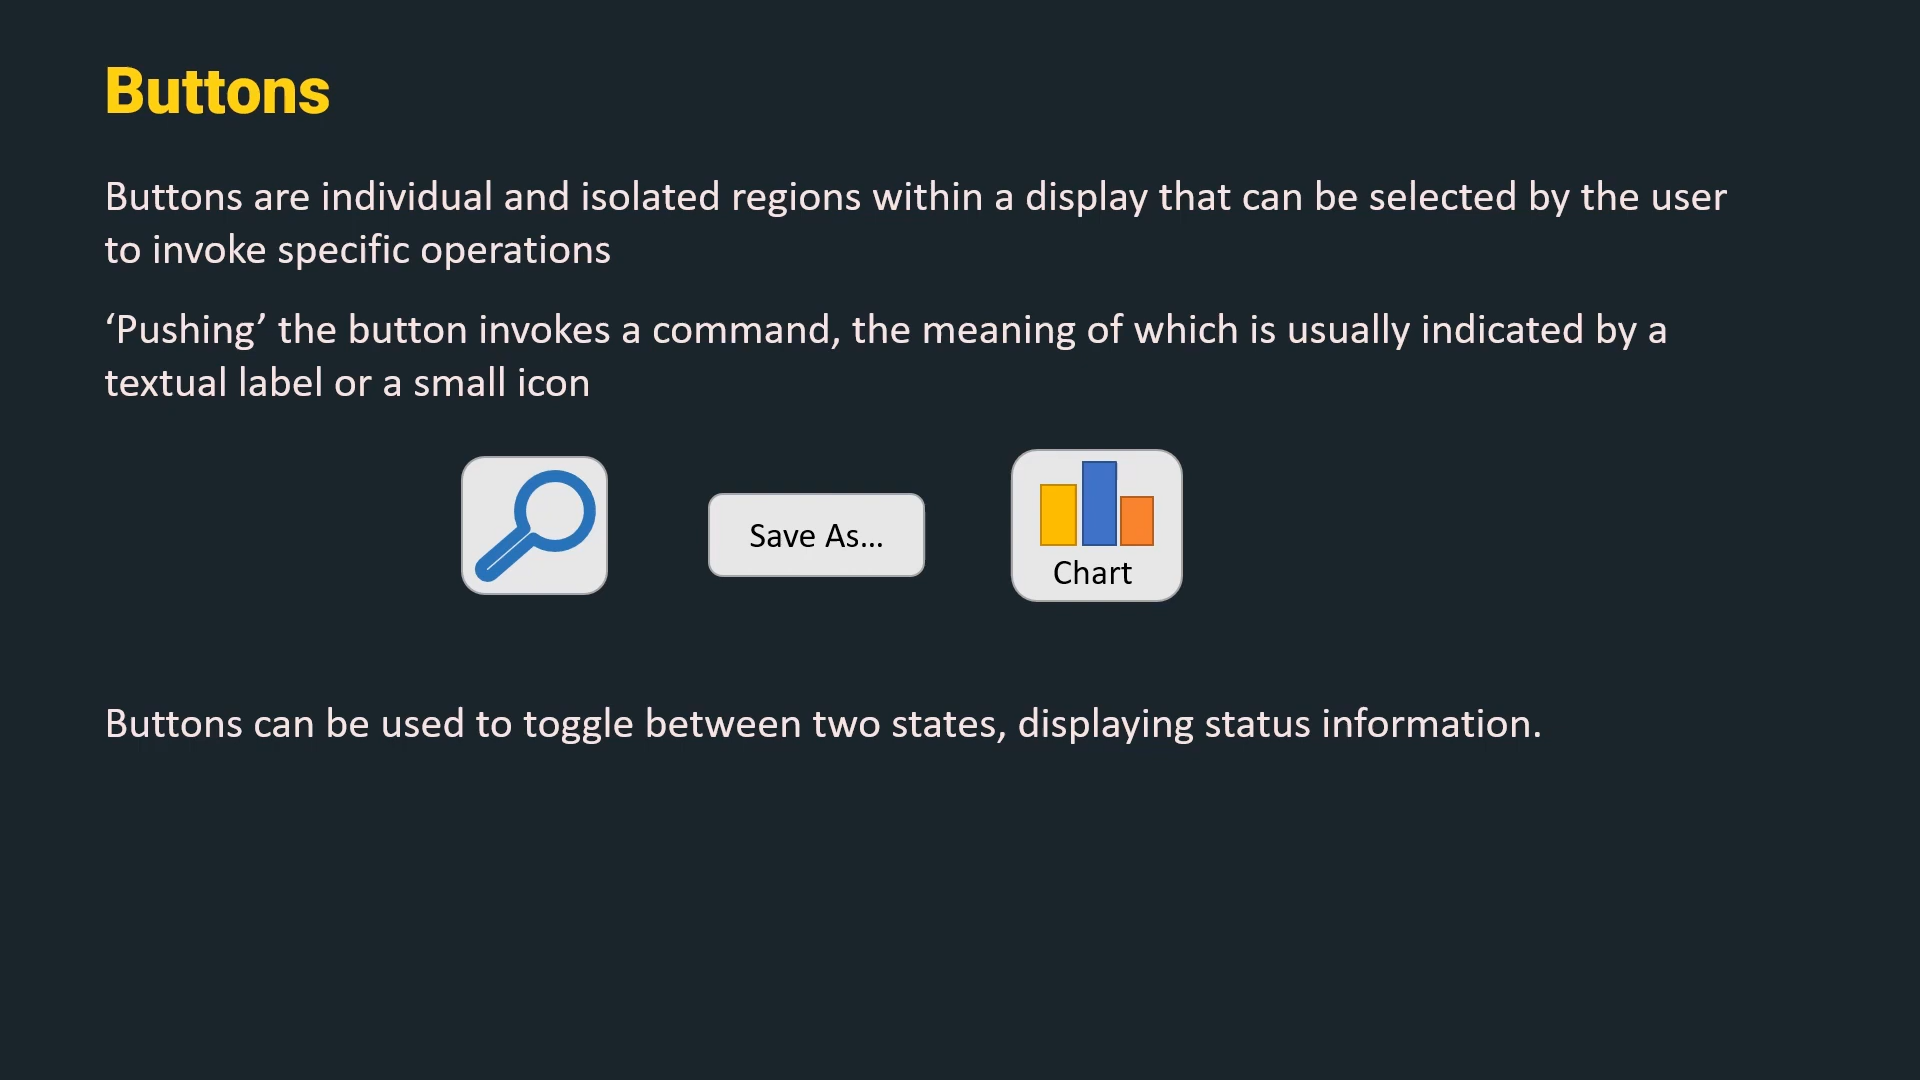 Buttons
Buttons are individual and isolated regions within a display that can be selected by the user
to invoke specific operations
‘Pushing’ the button invokes a command, the meaning of which is usually indicated by a
textual label or a small icon
Save As...
Chart
Buttons can be used to toggle between two states, displaying status information.